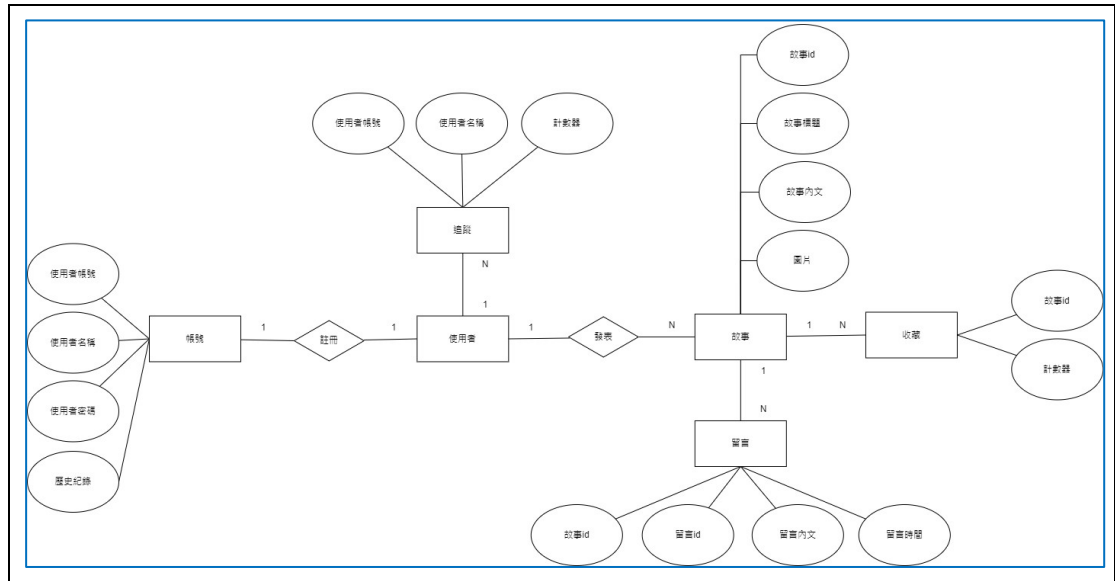 故事id
使用者帳號
使用者名稱
計數器
故事標題
故事內文
追蹤
圖片
N
使用者帳號
1
帳號
1
註冊
1
使用者
1
發表
N
故事
1
N
收藏
故事id
使用者名稱
計數器
1
使用者密碼
N
留言
歷史紀錄
故事id
留言id
留言內文
留言時間